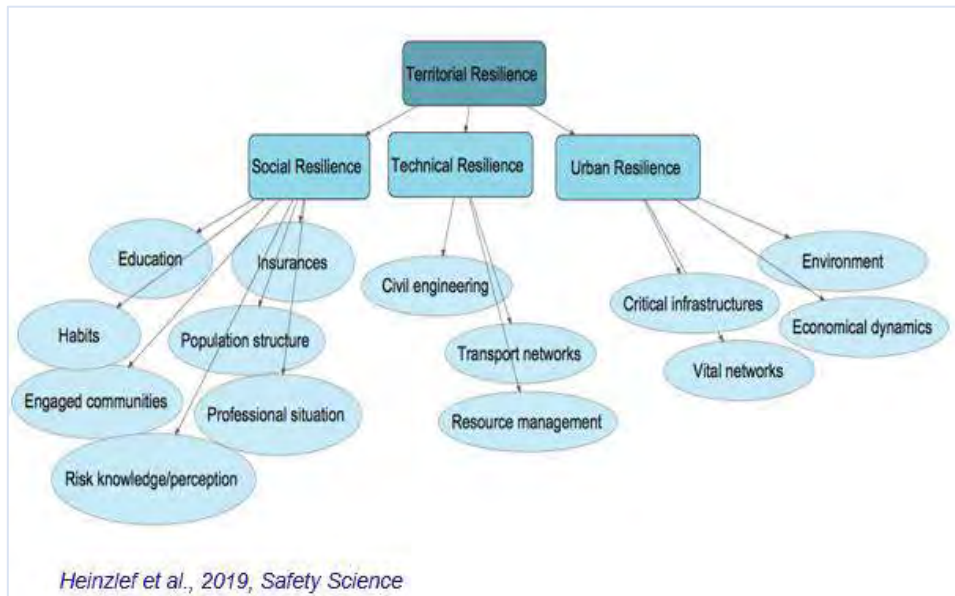 Territorial Resilience
Social Resilience
Technical Resilience
Urban Resilience
Education
Insurances
Environment
Civil engineering
Critical infrastructures
Habits
Population structure
Economical dynamics
Transport networks
Vital networks
Engaged communities
Professional situation
Resource management
Risk knowledge/perception
Heinzlef et al., 2019, Safety Science